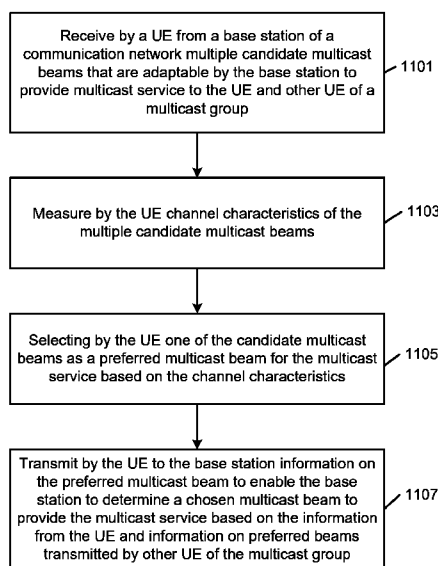 Receive by a UE from a base station of a
communication network multiple candidate multicast
beams that are adaptable by the base station to
provide multicast service to the UE and other UE of a
multicast group
1101
Measure by the UE channel characteristics of the
multiple candidate multicast beams
1103
Selecting by the UE one of the candidate multicast
beams as a preferred multicast beam for the multicast
service based on the channel characteristics
1105
Transmit by the UE to the base station information on
the preferred multicast beam to enable the base
station to determine a chosen multicast beam to
provide the multicast service based on the information
from the UE and information on preferred beams
transmitted by other UE of the multicast group
1107